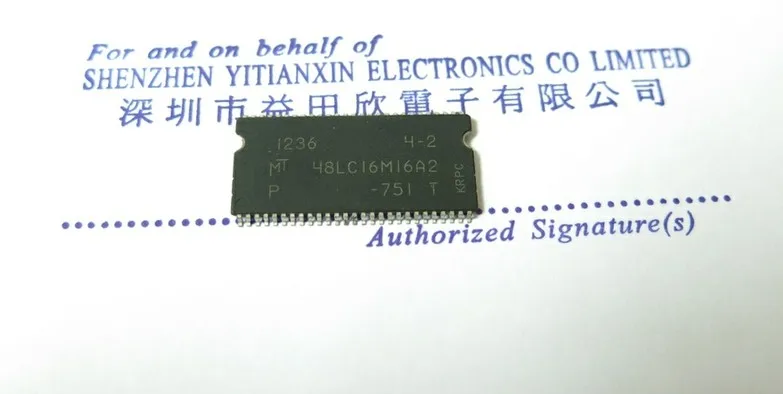 For and on behalf of
SHENZHEN YITIANXIN ELECTRONICS CO LIMITED
深圳市益田欣電子有限公司
1236 4-2
MT 48LC16M16A2
P -75I T
KRPC
Authorized Signature(s)